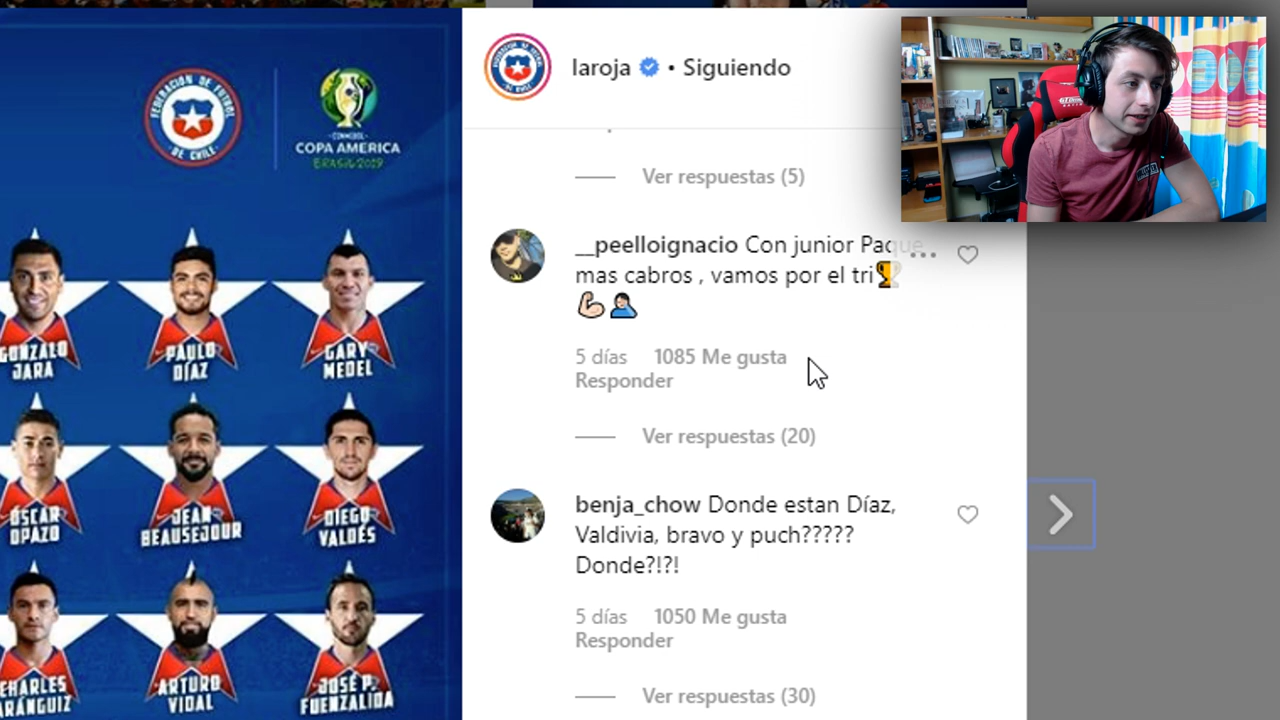 FEDERACION DE FUTBOL
DE CHILE
CONMEBOL
COPA AMERICA
BRASIL 2019
GONZALO
JARA
PAULO
DÍAZ
GARY
MEDEL
ÓSCAR
OPAZO
JEAN
BEAUSEJOUR
DIEGO
VALDÉS
CHARLES
ARÁNGUIZ
ARTURO
VIDAL
JOSÉ P.
FUENZALIDA
laroja • Siguiendo
Ver respuestas (5)
__peelloignacio Con junior Paque
mas cabros , vamos por el tri🏆
💪🏻🤦🏻
5 días 1085 Me gusta
Responder
Ver respuestas (20)
benja_chow Donde estan Díaz,
Valdivia, bravo y puch?????
Donde?!?!
5 días 1050 Me gusta
Responder
Ver respuestas (30)